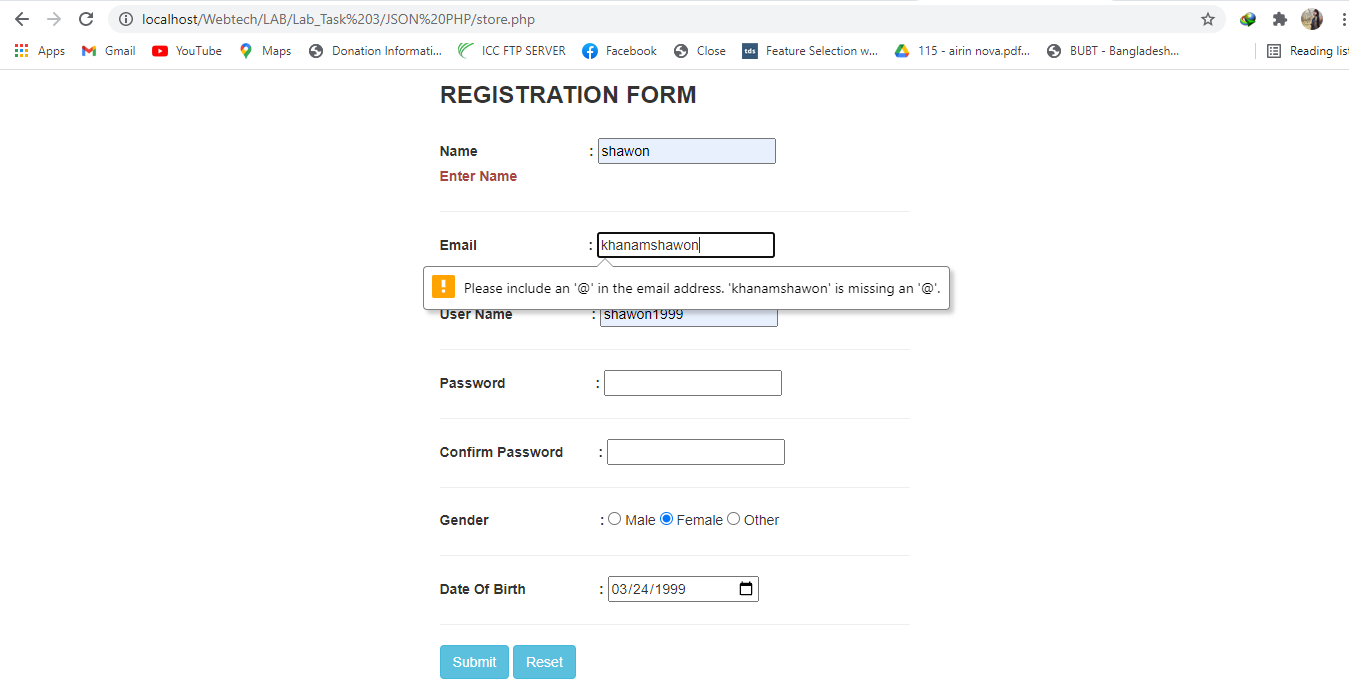 localhost/Webtech/LAB/Lab_Task%203/JSON%20PHP/store.php
Apps Gmail YouTube Maps Donation Informati... ICC FTP SERVER Facebook Close tds Feature Selection w... 115 - airin nova.pdf... BUBT - Bangladesh... Reading list
REGISTRATION FORM
Name : shawon
Enter Name
Email : khanamshawon
! Please include an '@' in the email address. 'khanamshawon' is missing an '@'.
User Name : shawon1999
Password :
Confirm Password :
Gender : Male Female Other
Date Of Birth : 03/24/1999
Submit Reset